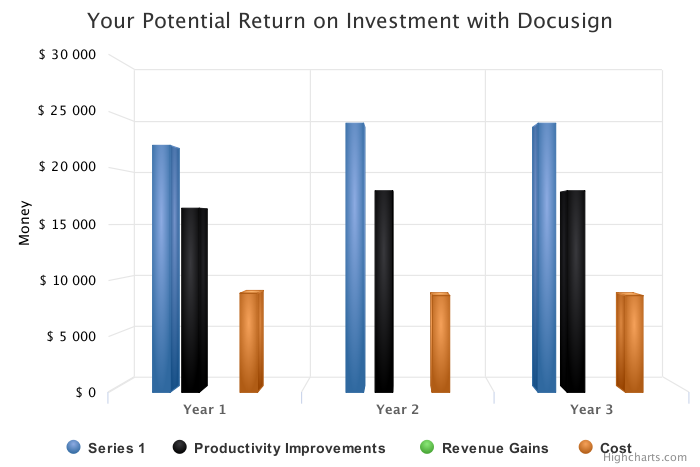 Your Potential Return on Investment with Docusign
Money
$ 30 000
$ 25 000
$ 20 000
$ 15 000
$ 10 000
$ 5 000
$ 0
Year 1
Year 2
Year 3
Series 1
Productivity Improvements
Revenue Gains
Cost
Highcharts.com